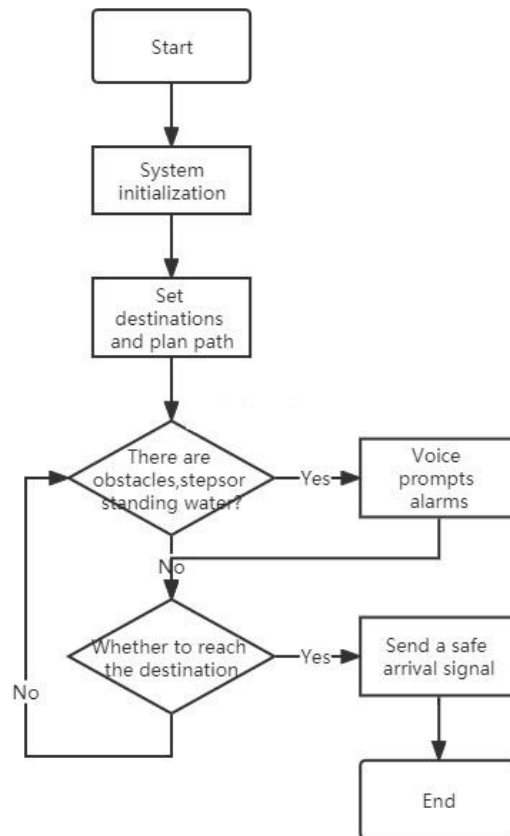 Start
System
initialization
Set
destinations
and plan path
There are
obstacles,stepsor
standing water?
Yes
Voice
prompts
alarms
No
Whether to reach
the destination
Yes
Send a safe
arrival signal
No
End